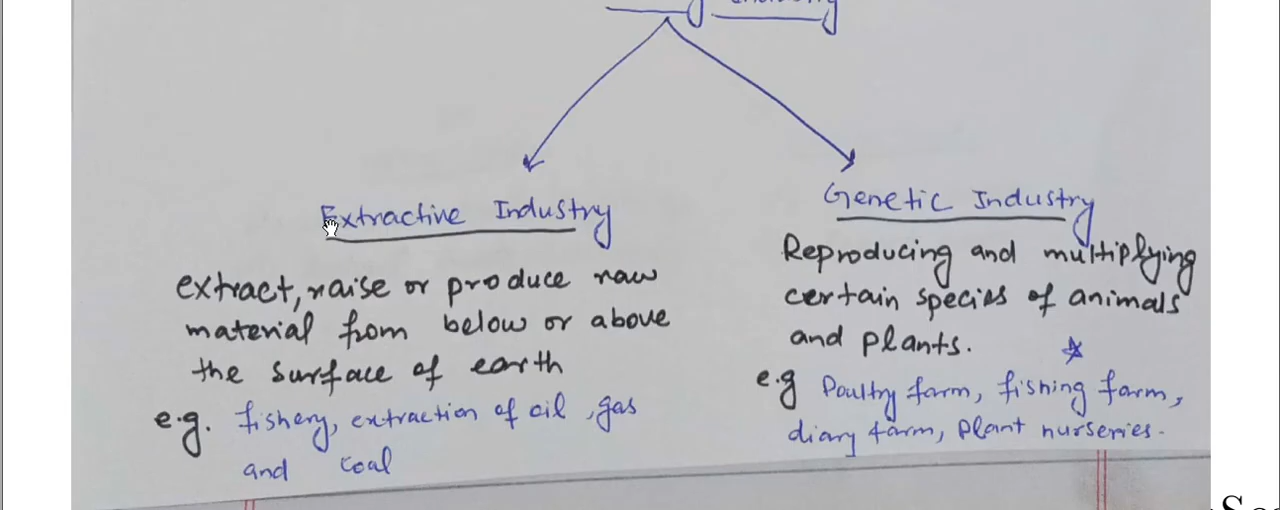 Extractive Industry
extract, raise or produce raw
material from below or above
the surface of earth
e.g. fishery, extraction of oil, gas
and coal
Genetic Industry
Reproducing and multiplying
certain species of animals
and plants.
e.g Poultry farm, fishing farm,
diary farm, plant nurseries.